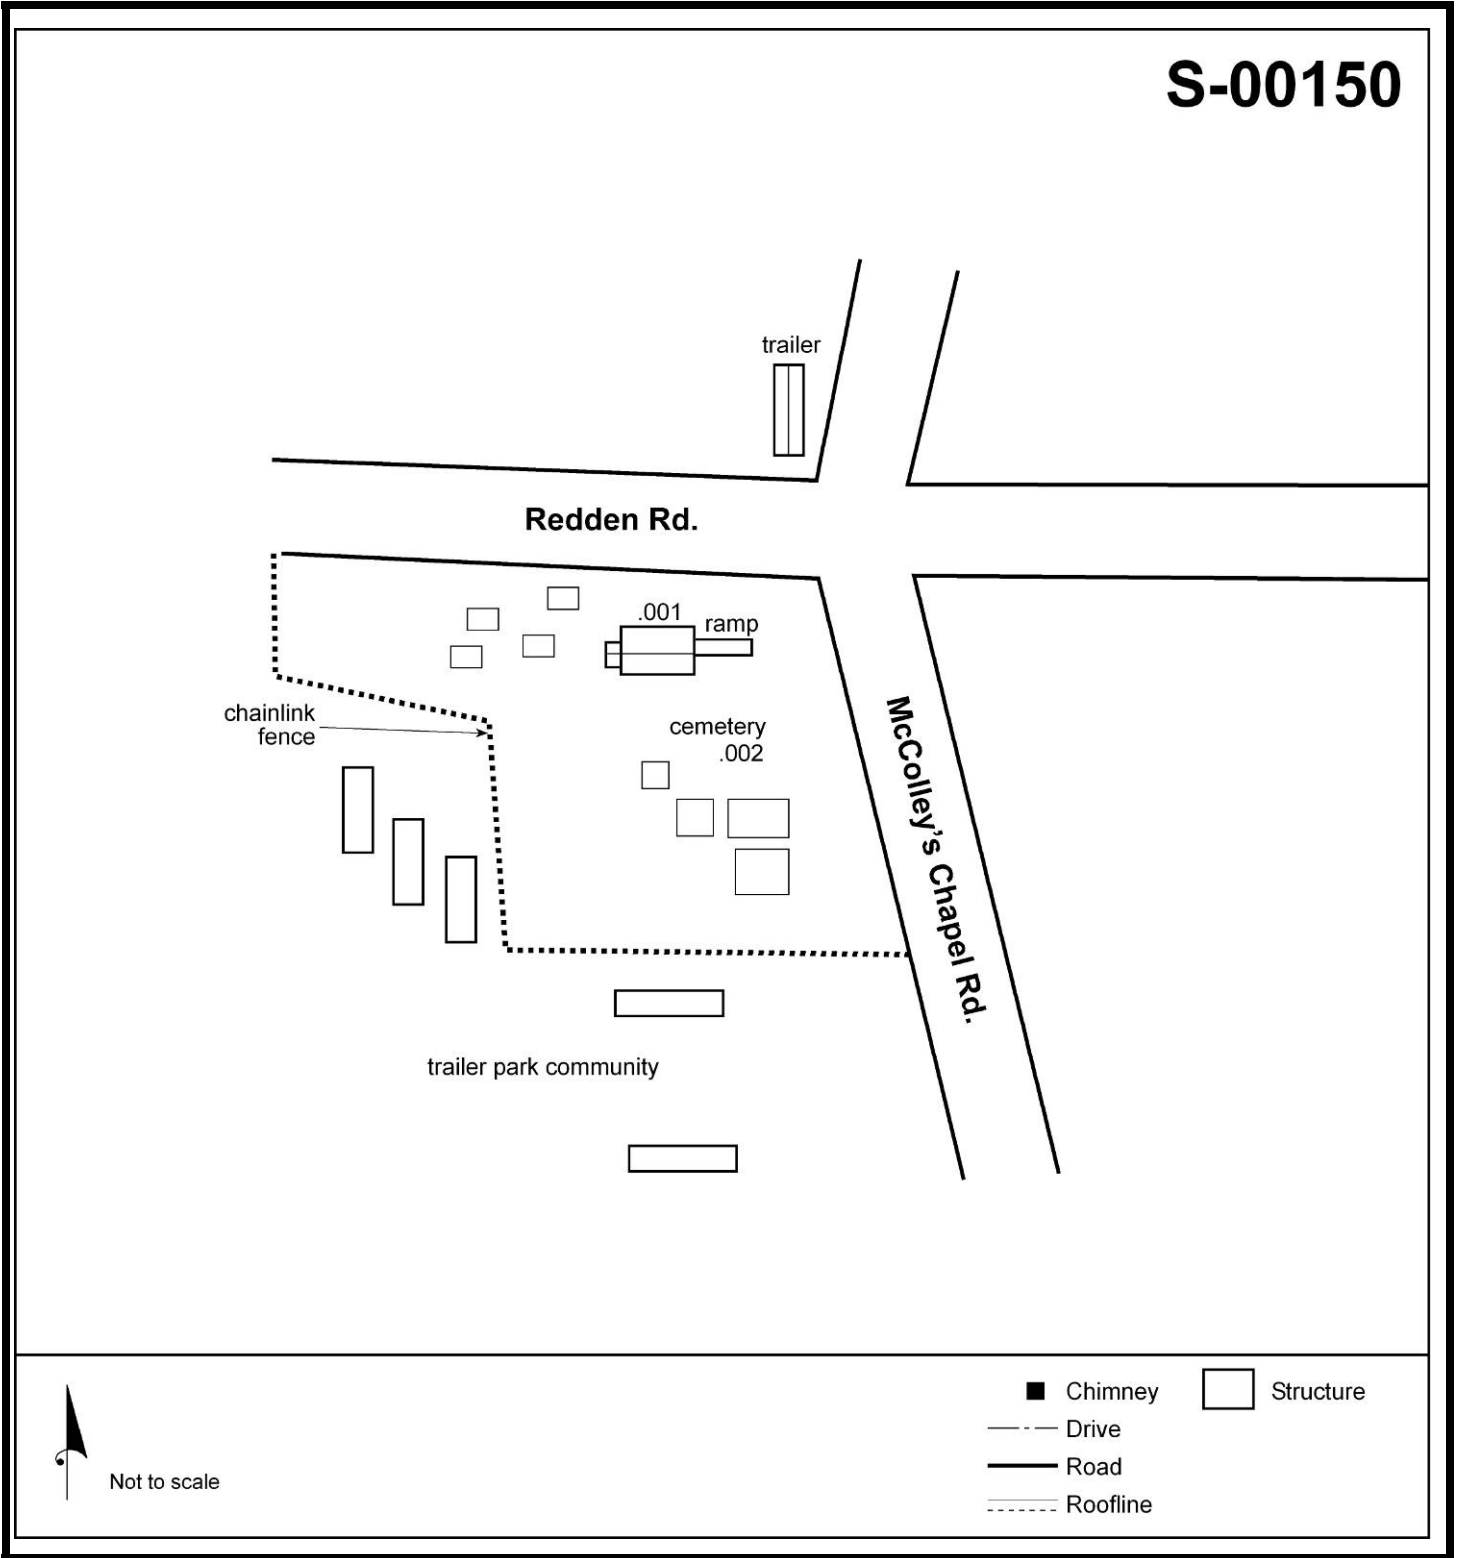 S-00150
trailer
Redden Rd.
.001
ramp
chainlink
fence
cemetery
.002
McColley's Chapel Rd.
trailer park community
Chimney
Structure
Drive
Road
Roofline
Not to scale